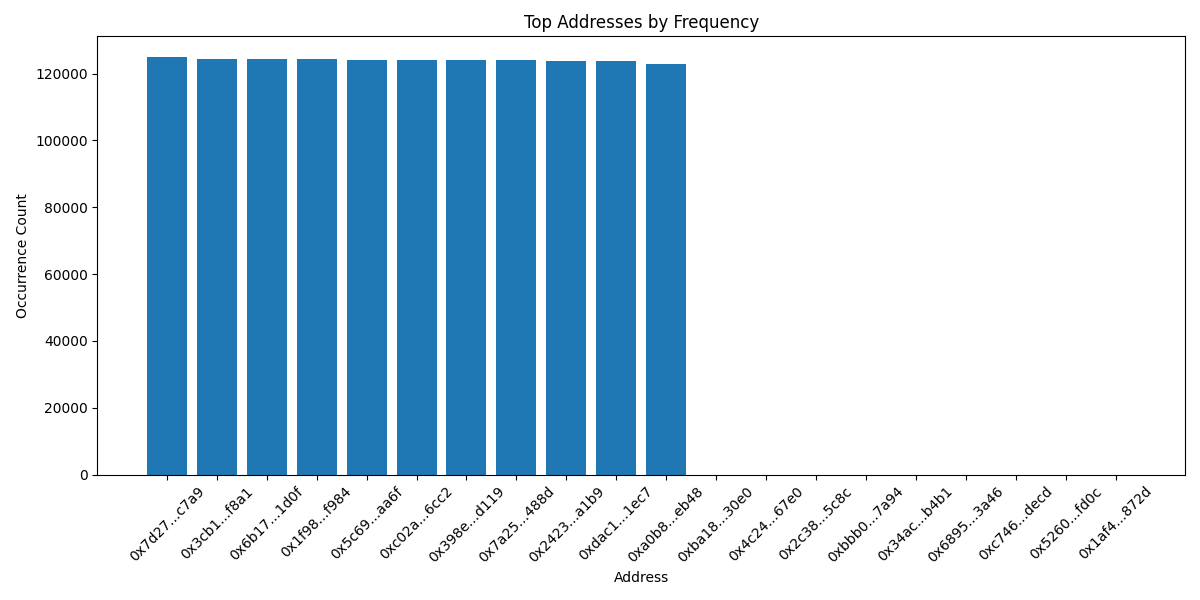 Top Addresses by Frequency
Occurrence Count
120000
100000
80000
60000
40000
20000
0
0x7d27...c7a9
0x3cb1...f8a1
0x6b17...1d0f
0x1f98...f984
0x5c69...aa6f
0xc02a...6cc2
0x398e...d119
0x7a25...488d
0x2423...a1b9
0xdac1...1ec7
0xa0b8...eb48
0xba18...30e0
0x4c24...67e0
0x2c38...5c8c
0xbbb0...7a94
0x34ac...b4b1
0x6895...3a46
0xc746...decd
0x5260...fd0c
0x1af4...872d
Address